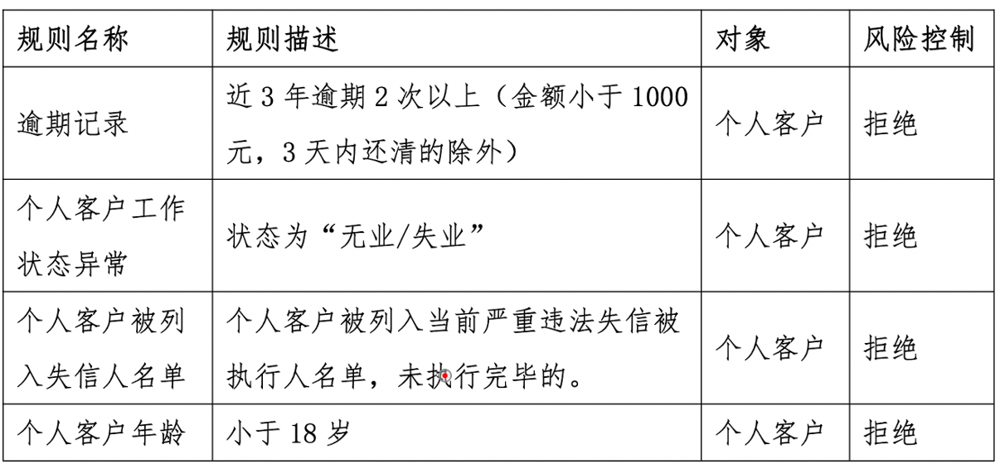 规则名称 规则描述 对象 风险控制
逾期记录
近3年逾期2次以上（金额小于1000
元，3天内还清的除外）
个人客户 拒绝
个人客户工作
状态异常
状态为“无业/失业”
个人客户 拒绝
个人客户被列
入失信人名单
个人客户被列入当前严重违法失信被
执行人名单，未执行完毕的。
个人客户 拒绝
个人客户年龄 小于18岁 个人客户 拒绝